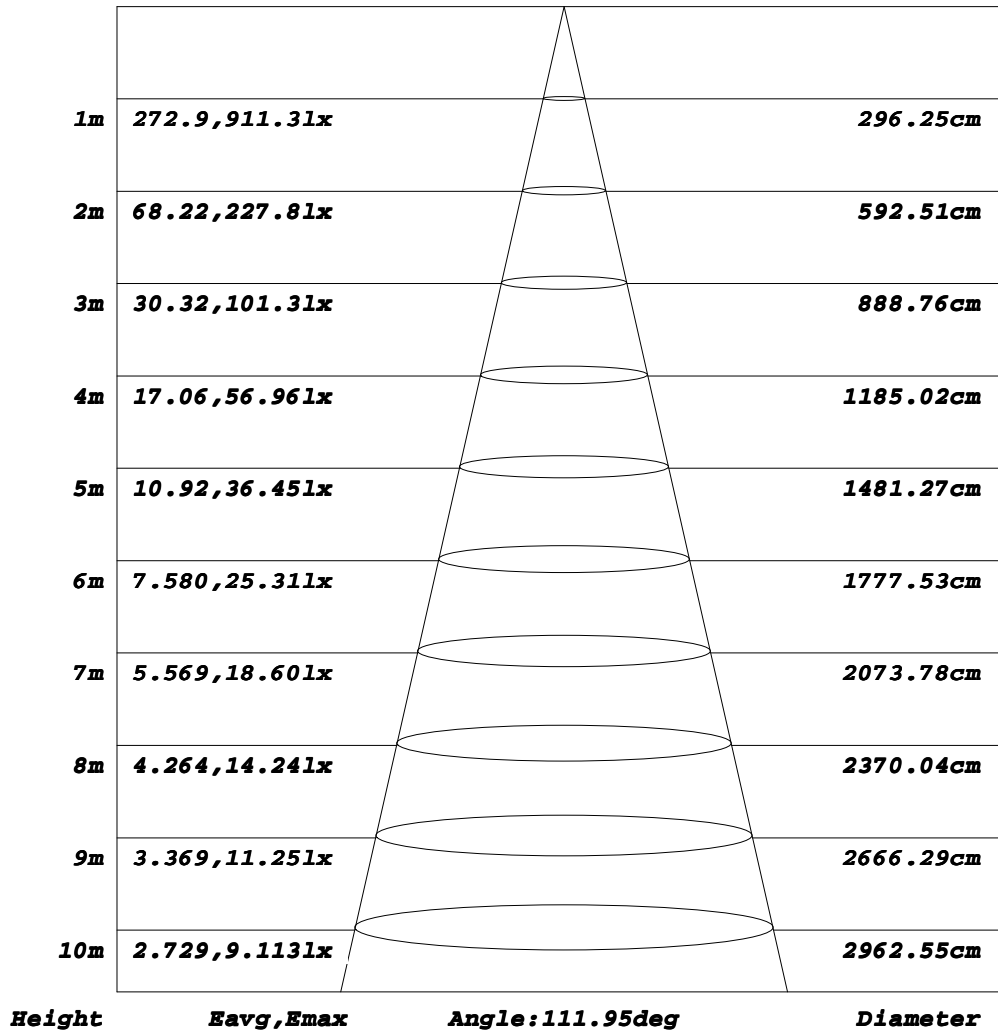 1m 272.9,911.3lx 296.25cm
2m 68.22,227.8lx 592.51cm
3m 30.32,101.3lx 888.76cm
4m 17.06,56.96lx 1185.02cm
5m 10.92,36.45lx 1481.27cm
6m 7.580,25.31lx 1777.53cm
7m 5.569,18.60lx 2073.78cm
8m 4.264,14.24lx 2370.04cm
9m 3.369,11.25lx 2666.29cm
10m 2.729,9.113lx 2962.55cm
Height Eavg,Emax Angle:111.95deg Diameter